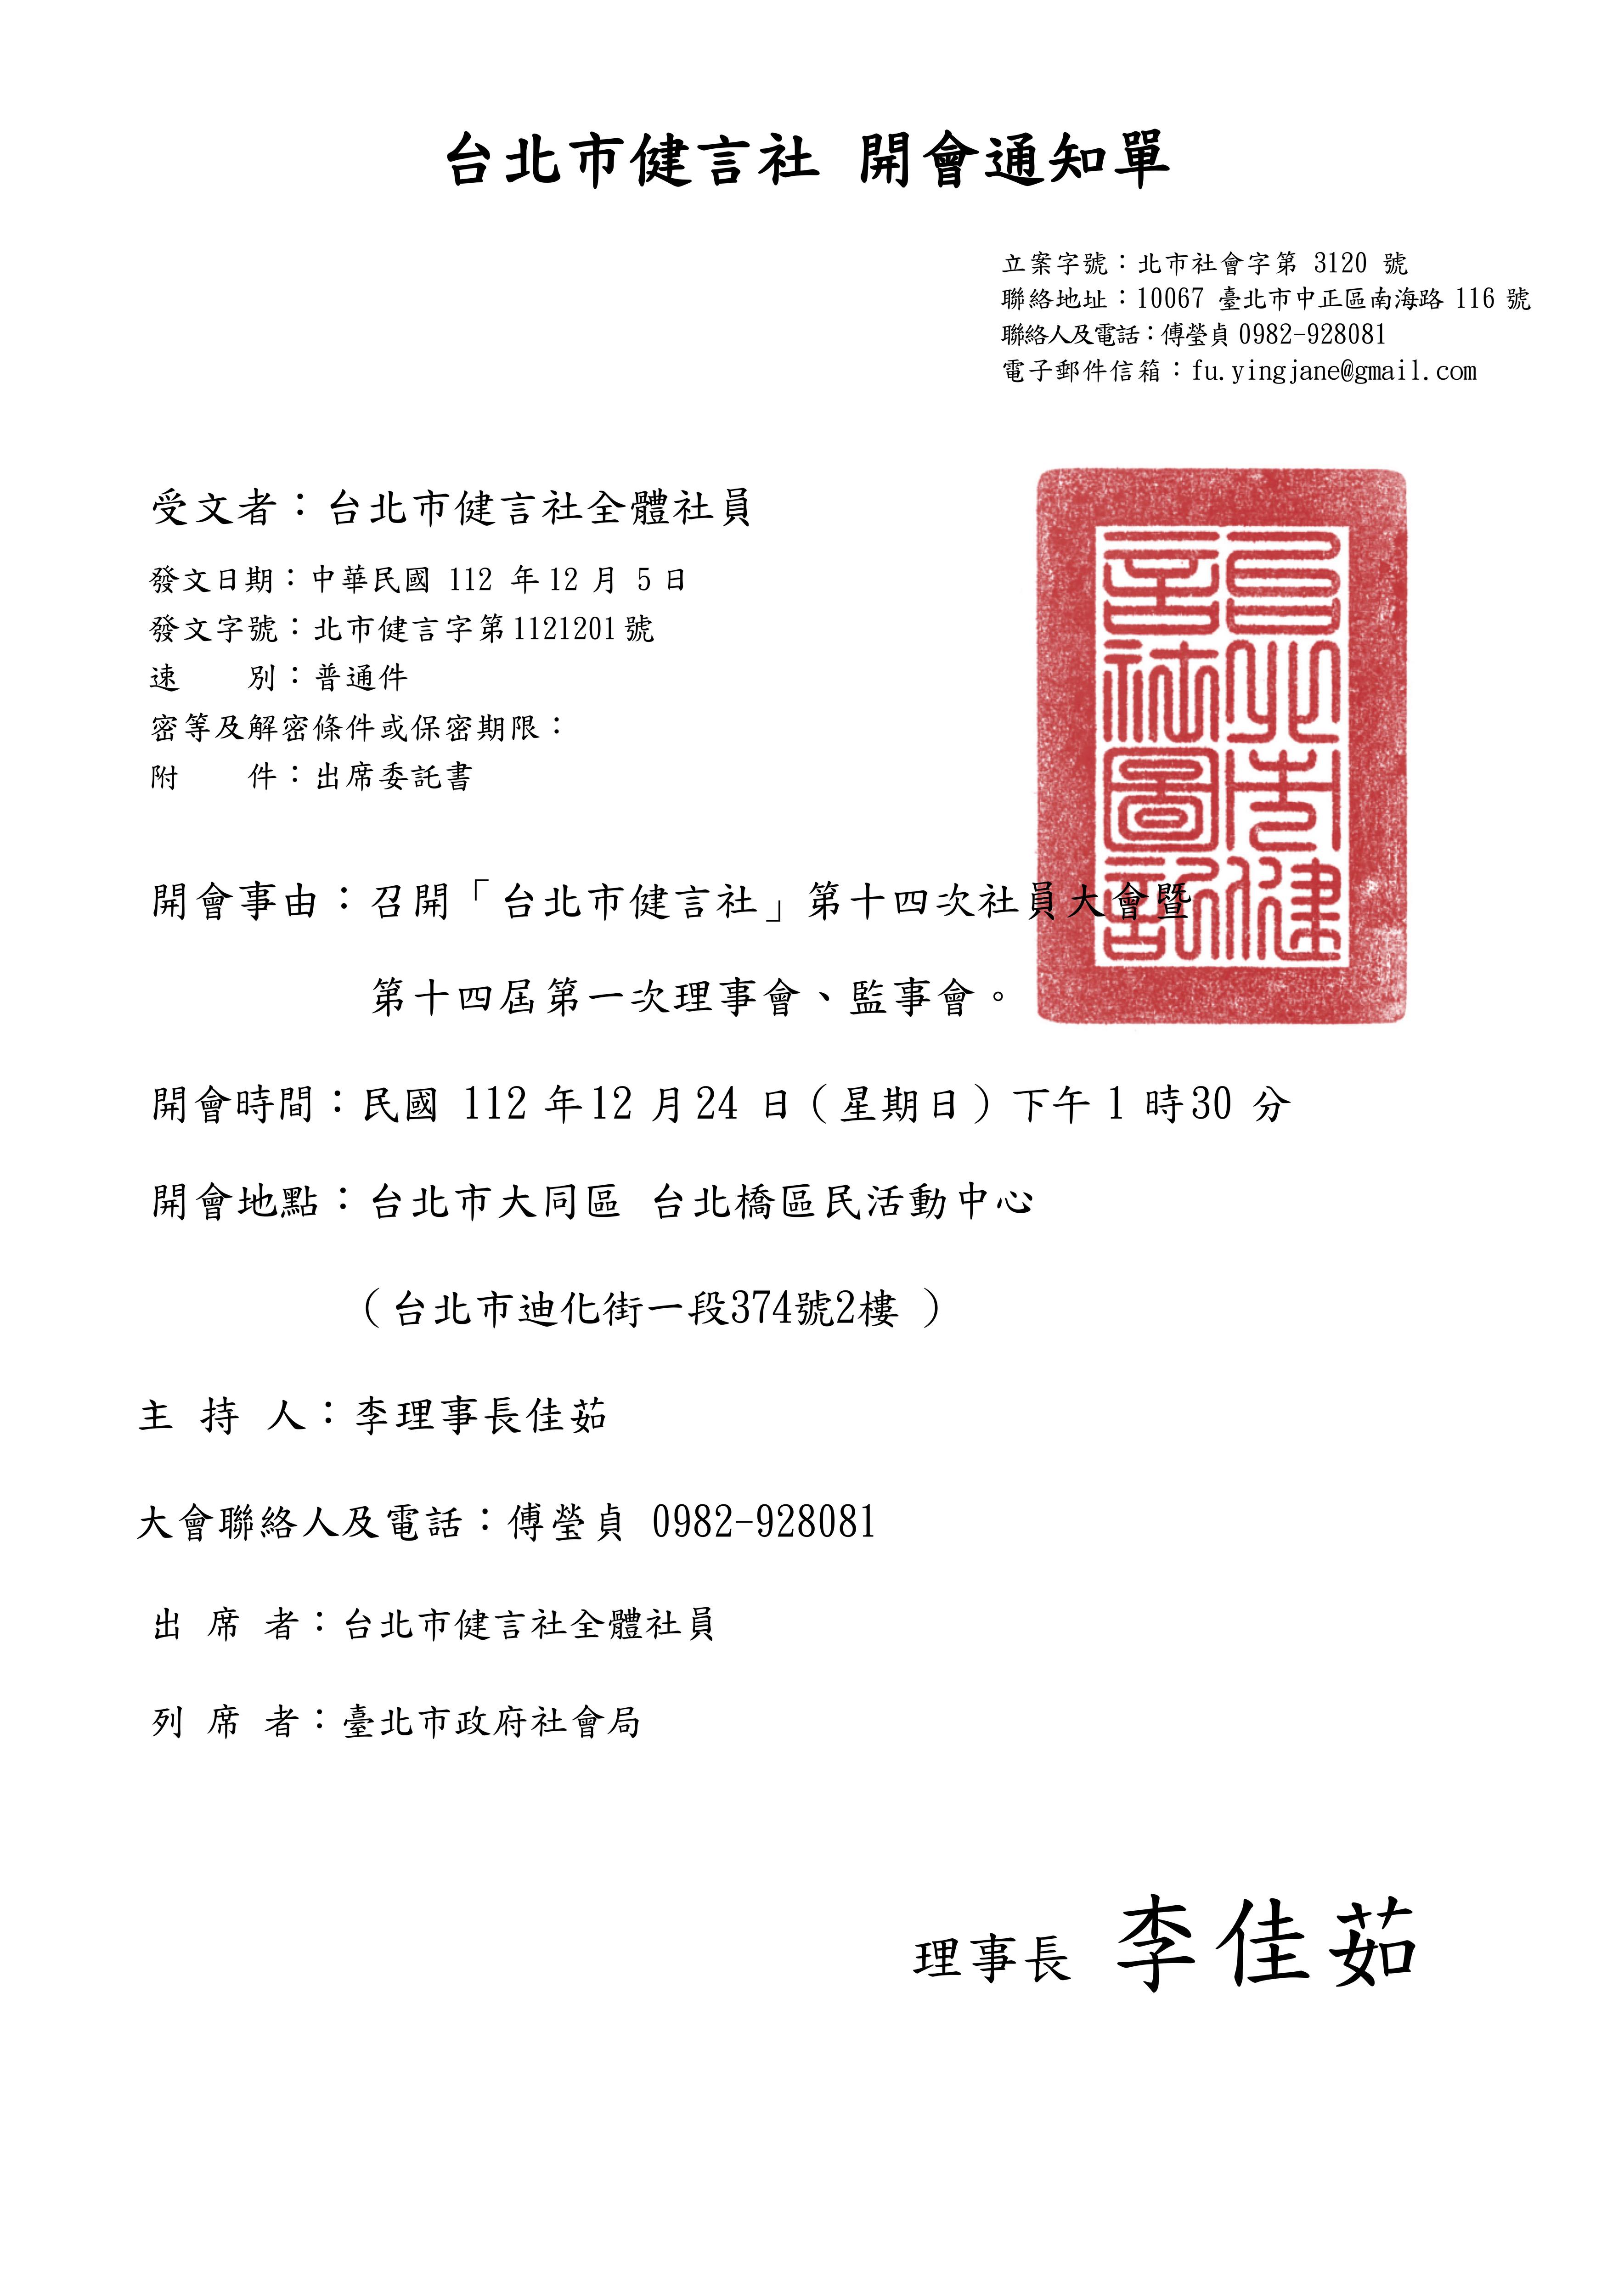 台北市健言社 開會通知單
立案字號：北市社會字第 3120 號
聯絡地址：10067 臺北市中正區南海路 116 號
聯絡人及電話：傅瑩貞 0982-928081
電子郵件信箱：fu.yingjane@gmail.com
受文者：台北市健言社全體社員
發文日期：中華民國 112 年 12 月 5 日
發文字號：北市健言字第 1121201 號
速　　別：普通件
密等及解密條件或保密期限：
附　　件：出席委託書
台北市健
言社圖記
開會事由：召開「台北市健言社」第十四次社員大會暨
第十四屆第一次理事會、監事會。
開會時間：民國 112 年 12 月 24 日（星期日）下午 1 時 30 分
開會地點：台北市大同區 台北橋區民活動中心
（台北市迪化街一段374號2樓 ）
主 持 人：李理事長佳茹
大會聯絡人及電話：傅瑩貞 0982-928081
出 席 者：台北市健言社全體社員
列 席 者：臺北市政府社會局
理事長 李佳茹